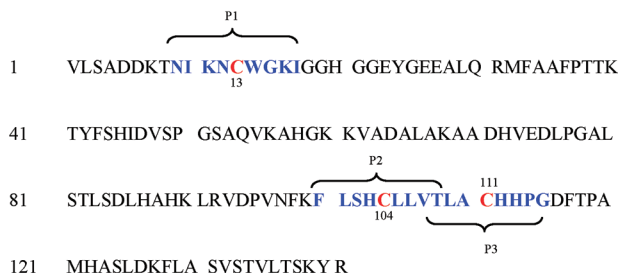 P1
1 VLSADDKTNI KNCWGKIGGH GGEYGEEALQ RMFAAFPTTK
13
41 TYFSHIDVSP GSAQVKAHGK KVADALAKAA DHVEDLPGAL
P2 111
81 STLSDLHAHK LRVDPVNFKF LSHCLLVTLA CHHPGDFTPA
104 P3
121 MHASLDKFLA SVSTVLTSKY R